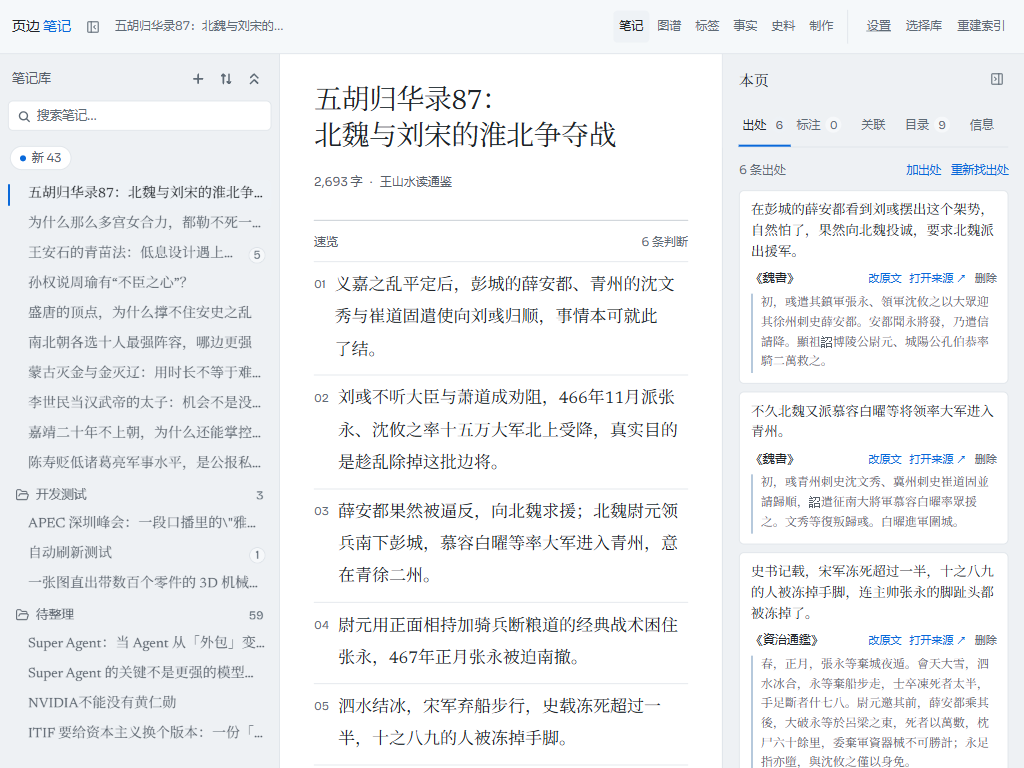 页边 笔记
五胡归华录87：北魏与刘宋的...
笔记
图谱
标签
事实
史料
制作
设置
选择库
重建索引
笔记库
搜索笔记...
新 43
五胡归华录87：北魏与刘宋的淮北争...
为什么那么多宫女合力，都勒不死一...
王安石的青苗法：低息设计遇上...
5
孙权说周瑜有“不臣之心”？
盛唐的顶点，为什么撑不住安史之乱
南北朝各选十人最强阵容，哪边更强
蒙古灭金与金灭辽：用时长不等于难...
李世民当汉武帝的太子：机会不是没...
嘉靖二十年不上朝，为什么还能掌控...
陈寿贬低诸葛亮军事水平，是公报私...
开发测试
3
APEC 深圳峰会：一段口播里的\"雅...
自动刷新测试
1
一张图直出带数百个零件的 3D 机械...
待整理
59
Super Agent：当 Agent 从「外包」变...
Super Agent 的关键不是更强的模型...
NVIDIA不能没有黄仁勋
ITIF 要给资本主义换个版本：一份「...
五胡归华录87：
北魏与刘宋的淮北争夺战
2,693 字 · 王山水读通鉴
速览
6 条判断
01 义嘉之乱平定后，彭城的薛安都、青州的沈文
秀与崔道固遣使向刘彧归顺，事情本可就此
了结。
02 刘彧不听大臣与萧道成劝阻，466年11月派张
永、沈攸之率十五万大军北上受降，真实目的
是趁乱除掉这批边将。
03 薛安都果然被逼反，向北魏求援；北魏尉元领
兵南下彭城，慕容白曜等率大军进入青州，意
在青徐二州。
04 尉元用正面相持加骑兵断粮道的经典战术困住
张永，467年正月张永被迫南撤。
05 泗水结冰，宋军弃船步行，史载冻死超过一
半，十之八九的人被冻掉手脚。
本页
出处 6
标注 0
关联
目录 9
信息
6 条出处
加出处
重新找出处
在彭城的薛安都看到刘彧摆出这个架势，
自然怕了，果然向北魏投诚，要求北魏派
出援军。
《魏書》
改原文
打开来源 ↗
删除
初，彧遣其鎮軍張永、領軍沈攸之以大眾迎
其徐州刺史薛安都。安都聞永將發，乃遣信
請降。顯祖詔博陵公尉元、城陽公孔伯恭率
騎二萬救之。
不久北魏又派慕容白曜等将领率大军进入
青州。
《魏書》
改原文
打开来源 ↗
删除
初，彧青州刺史沈文秀、冀州刺史崔道固並
請歸順，詔遣征南大將軍慕容白曜率眾援
之。文秀等復叛歸彧。白曜進軍圍城。
史书记载，宋军冻死超过一半，十之八九
的人被冻掉手脚，连主帅张永的脚趾头都
被冻掉了。
《資治通鑑》
改原文
打开来源 ↗
删除
春，正月，張永等棄城夜遁。會天大雪，泗
水冰合，永等棄船步走，士卒凍死者太半，
手足斷者什七八。尉元邀其前，薛安都乘其
後，大破永等於呂梁之東，死者以萬數，枕
尸六十餘里，委棄軍資器械不可勝計；永足
指亦墮，與沈攸之僅以身免。